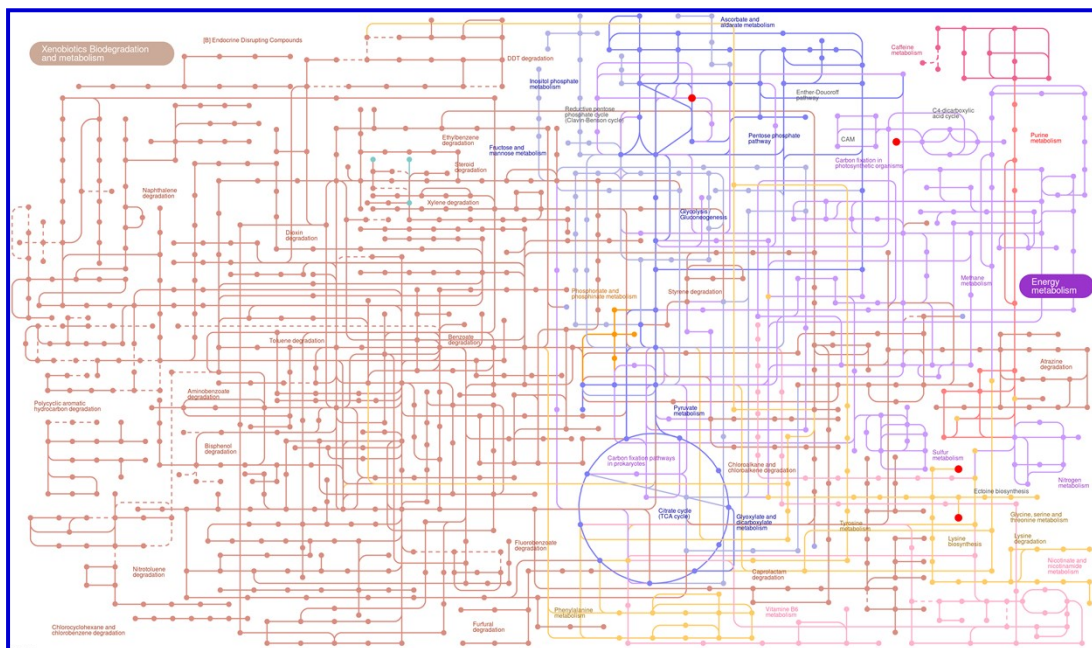 Xenobiotics Biodegradation
and metabolism
[B] Endocrine Disrupting Compounds
DDT degradation
Ascorbate and
aldarate metabolism
Caffeine
metabolism
Inositol phosphate
metabolism
Enther-Douoroff
pathway
Reductive pentose
phosphate cycle
(Clavin-Benson cycle)
C4-dicarboxylic
acid cycle
Ethylbenzene
degradation
Fructose and
mannose metabolism
Pentose phosphate
pathway
CAM
Purine
metabolism
Carbon fixation in
photosynthetic organisms
Steroid
degradation
Naphthalene
degradation
Xylene degradation
Glycolysis /
Gluconeogenesis
Dioxin
degradation
Methane
metabolism
Energy
metabolism
Phosphonate and
phosphinate metabolism
Styrene degradation
Toluene degradation
Benzoate
degradation
Atrazine
degradation
Aminobenzoate
degradation
Polycyclic aromatic
hydrocarbon degradation
Pyruvate
metabolism
Bisphenol
degradation
Carbon fixation pathways
in prokaryotes
Chloroalkane and
chloroalkene degradation
Sulfur
metabolism
Nitrogen
metabolism
Ectoine biosynthesis
Citrate cycle
(TCA cycle)
Glyoxylate and
dicarboxylate
metabolism
Tyrosine
metabolism
Glycine, serine and
threonine metabolism
Lysine
biosynthesis
Lysine
degradation
Fluorobenzoate
degradation
Nitrotoluene
degradation
Caprolactam
degradation
Nicotinate and
nicotinamide
metabolism
Phenylalanine
metabolism
Vitamine B6
metabolism
Furfural
degradation
Chlorocyclohexane and
chlorobenzene degradation